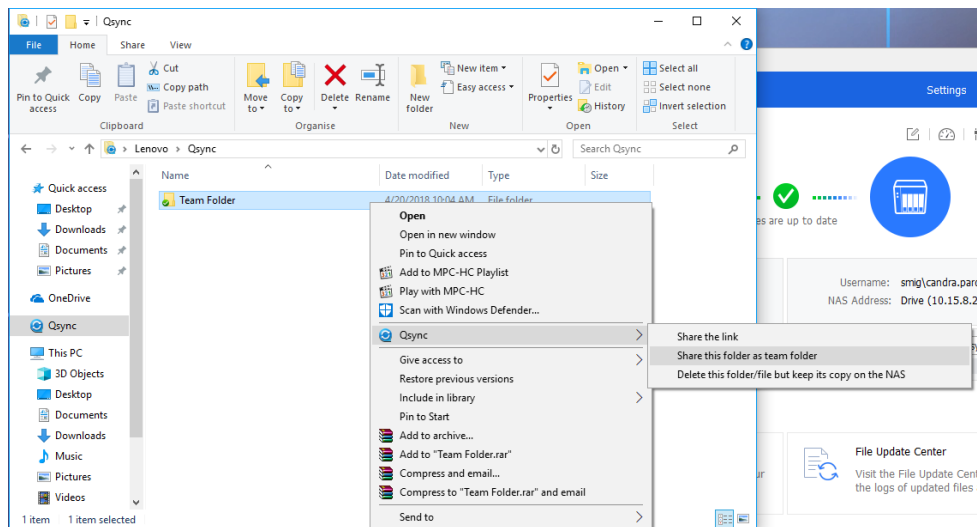 Qsync
File Home Share View
Pin to Quick access
Copy
Paste
Cut
Copy path
Paste shortcut
Clipboard
Move to
Copy to
Delete
Rename
Organise
New folder
New item
Easy access
New
Properties
Open
Edit
History
Open
Select all
Select none
Invert selection
Select
Lenovo > Qsync
Search Qsync
Quick access
Desktop
Downloads
Documents
Pictures
OneDrive
Qsync
This PC
3D Objects
Desktop
Documents
Downloads
Music
Pictures
Videos
Name Date modified Type Size
Team Folder 4/20/2018 10:04 AM File folder
Open
Open in new window
Pin to Quick access
Add to MPC-HC Playlist
Play with MPC-HC
Scan with Windows Defender...
Qsync
Give access to
Restore previous versions
Include in library
Pin to Start
Add to archive...
Add to "Team Folder.rar"
Compress and email...
Compress to "Team Folder.rar" and email
Send to
Share the link
Share this folder as team folder
Delete this folder/file but keep its copy on the NAS
1 item 1 item selected
Settings
are up to date
Username: smig\candra.pard
NAS Address: Drive (10.15.8.2
File Update Center
Visit the File Update Cent
the logs of updated files